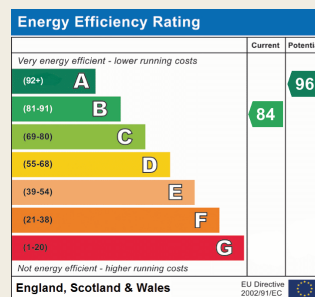 Energy Efficiency Rating
Current Potenti
Very energy efficient - lower running costs
(92+) A
96
(81-91) B
84
(69-80) C
(55-68) D
(39-54) E
(21-38) F
(1-20) G
Not energy efficient - higher running costs
England, Scotland & Wales
EU Directive
2002/91/EC